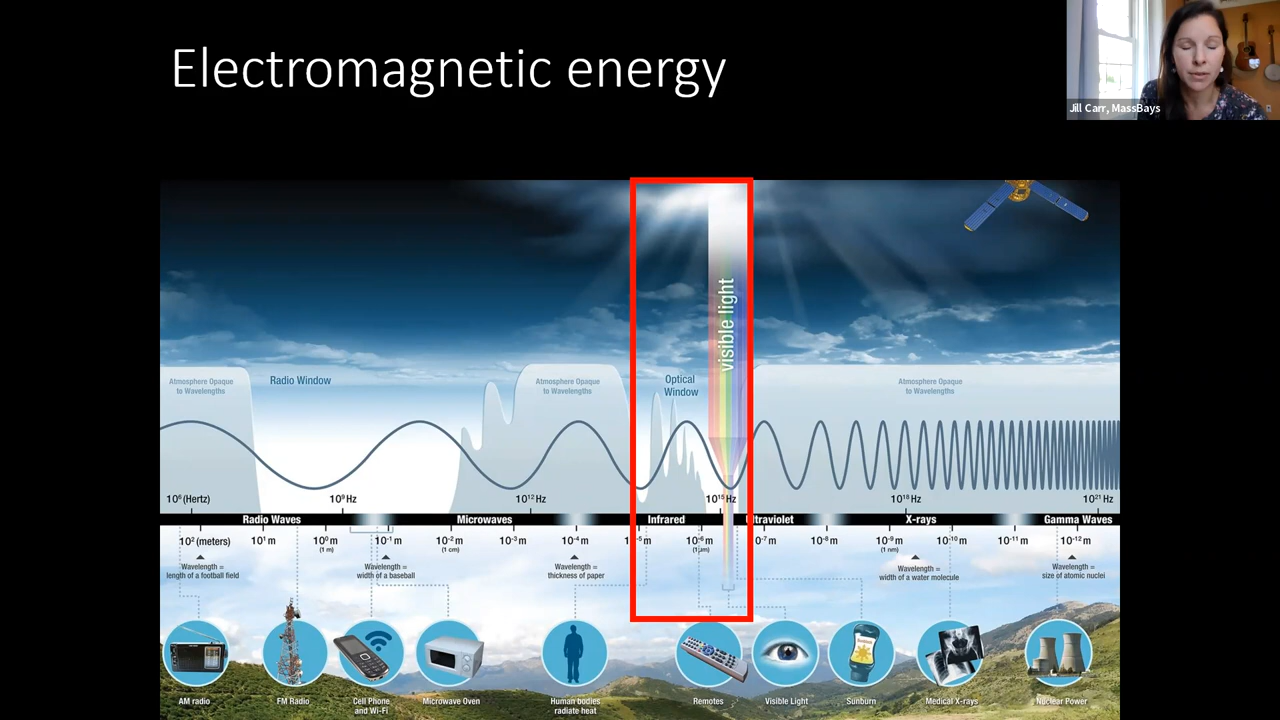 Electromagnetic energy
Jill Carr, MassBays
visible light
Atmosphere Opaque
to Wavelengths
Radio Window
Atmosphere Opaque
to Wavelengths
Optical
Window
Atmosphere Opaque
to Wavelengths
10⁶ (Hertz)
10⁹ Hz
10¹² Hz
10¹⁵ Hz
10¹⁸ Hz
10²¹ Hz
Radio Waves
Microwaves
Infrared
Ultraviolet
X-rays
Gamma Waves
10² (meters)
10¹ m
10⁰ m
(1 m)
10⁻¹ m
10⁻² m
(1 cm)
10⁻³ m
10⁻⁴ m
⁻⁵ m
10⁻⁶ m
(1 μm)
⁻⁷ m
10⁻⁹ m
(1 nm)
10⁻¹⁰ m
10⁻¹¹ m
10⁻¹² m
Wavelength =
length of a football field
Wavelength =
width of a baseball
Wavelength =
thickness of paper
Wavelength =
width of a water molecule
Wavelength =
size of atomic nuclei
AM radio
FM Radio
Cell Phone
and Wi-Fi
Microwave Oven
Human bodies
radiate heat
Remotes
Visible Light
Sunburn
Medical X-rays
Nuclear Power